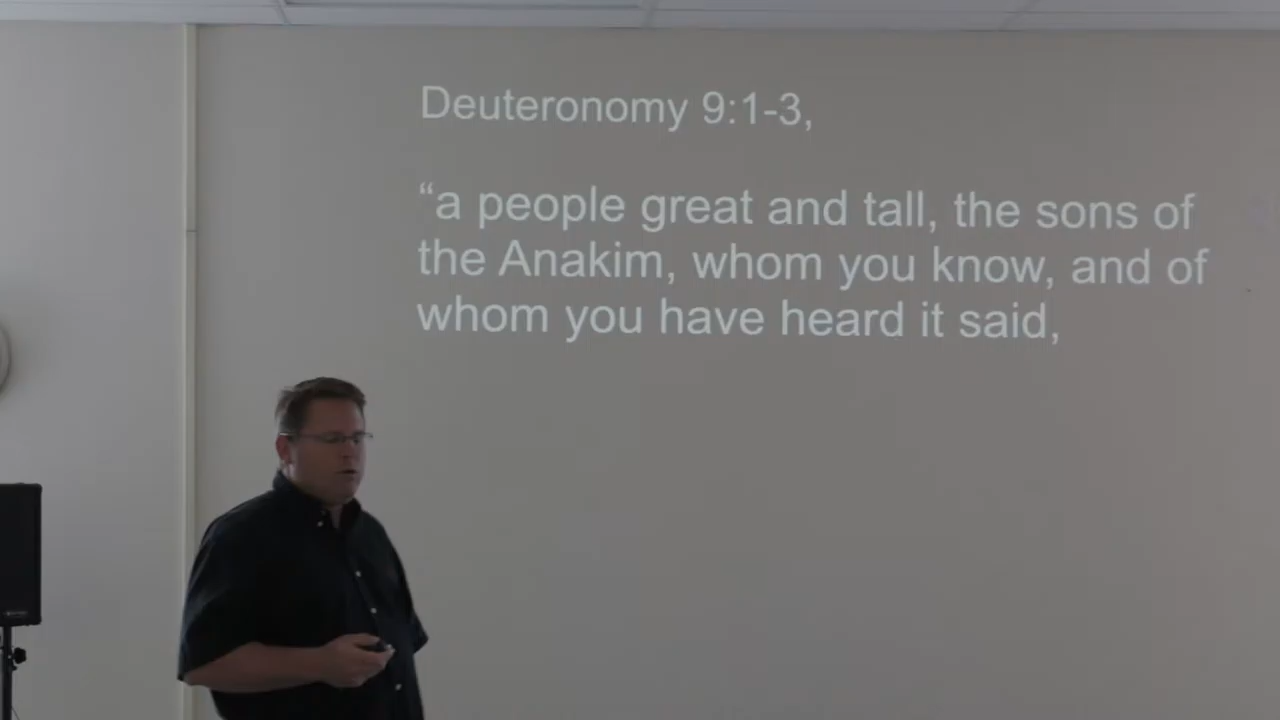 Deuteronomy 9:1-3,
“a people great and tall, the sons of
the Anakim, whom you know, and of
whom you have heard it said,